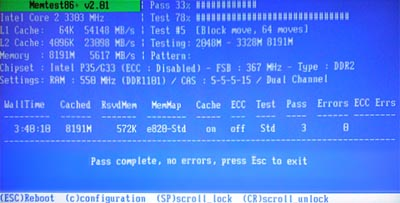 Memtest86+ v2.01 | Pass 33% ############
Intel Core 2 3303 MHz | Test 78% ##############################
L1 Cache: 64K 54148 MB/s | Test #5 [Block move, 64 moves]
L2 Cache: 4096K 23098 MB/s | Testing: 2048M - 3328M 8191M
Memory : 8191M 5617 MB/s | Pattern:
Chipset : Intel P35/G33 (ECC : Disabled) - FSB : 367 MHz - Type : DDR2
Settings: RAM : 550 MHz (DDR1101) / CAS : 5-5-5-15 / Dual Channel
WallTime Cached RsvdMem MemMap Cache ECC Test Pass Errors ECC Errs
3:40:10 8191M 572K e820-Std on off Std 3 0
Pass complete, no errors, press Esc to exit
(ESC)Reboot (c)configuration (SP)scroll_lock (CR)scroll_unlock